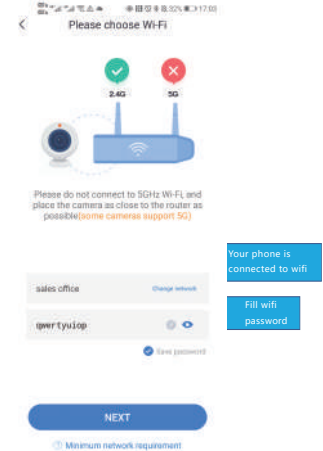 17:03
Please choose Wi-Fi
2.4G
5G
Please do not connect to 5GHz Wi-Fi, and
place the camera as close to the router as
possible(some cameras support 5G)
Your phone is
connected to wifi
sales office
Change network
Fill wifi
password
qwertyuiop
Save password
NEXT
Minimum network requirement